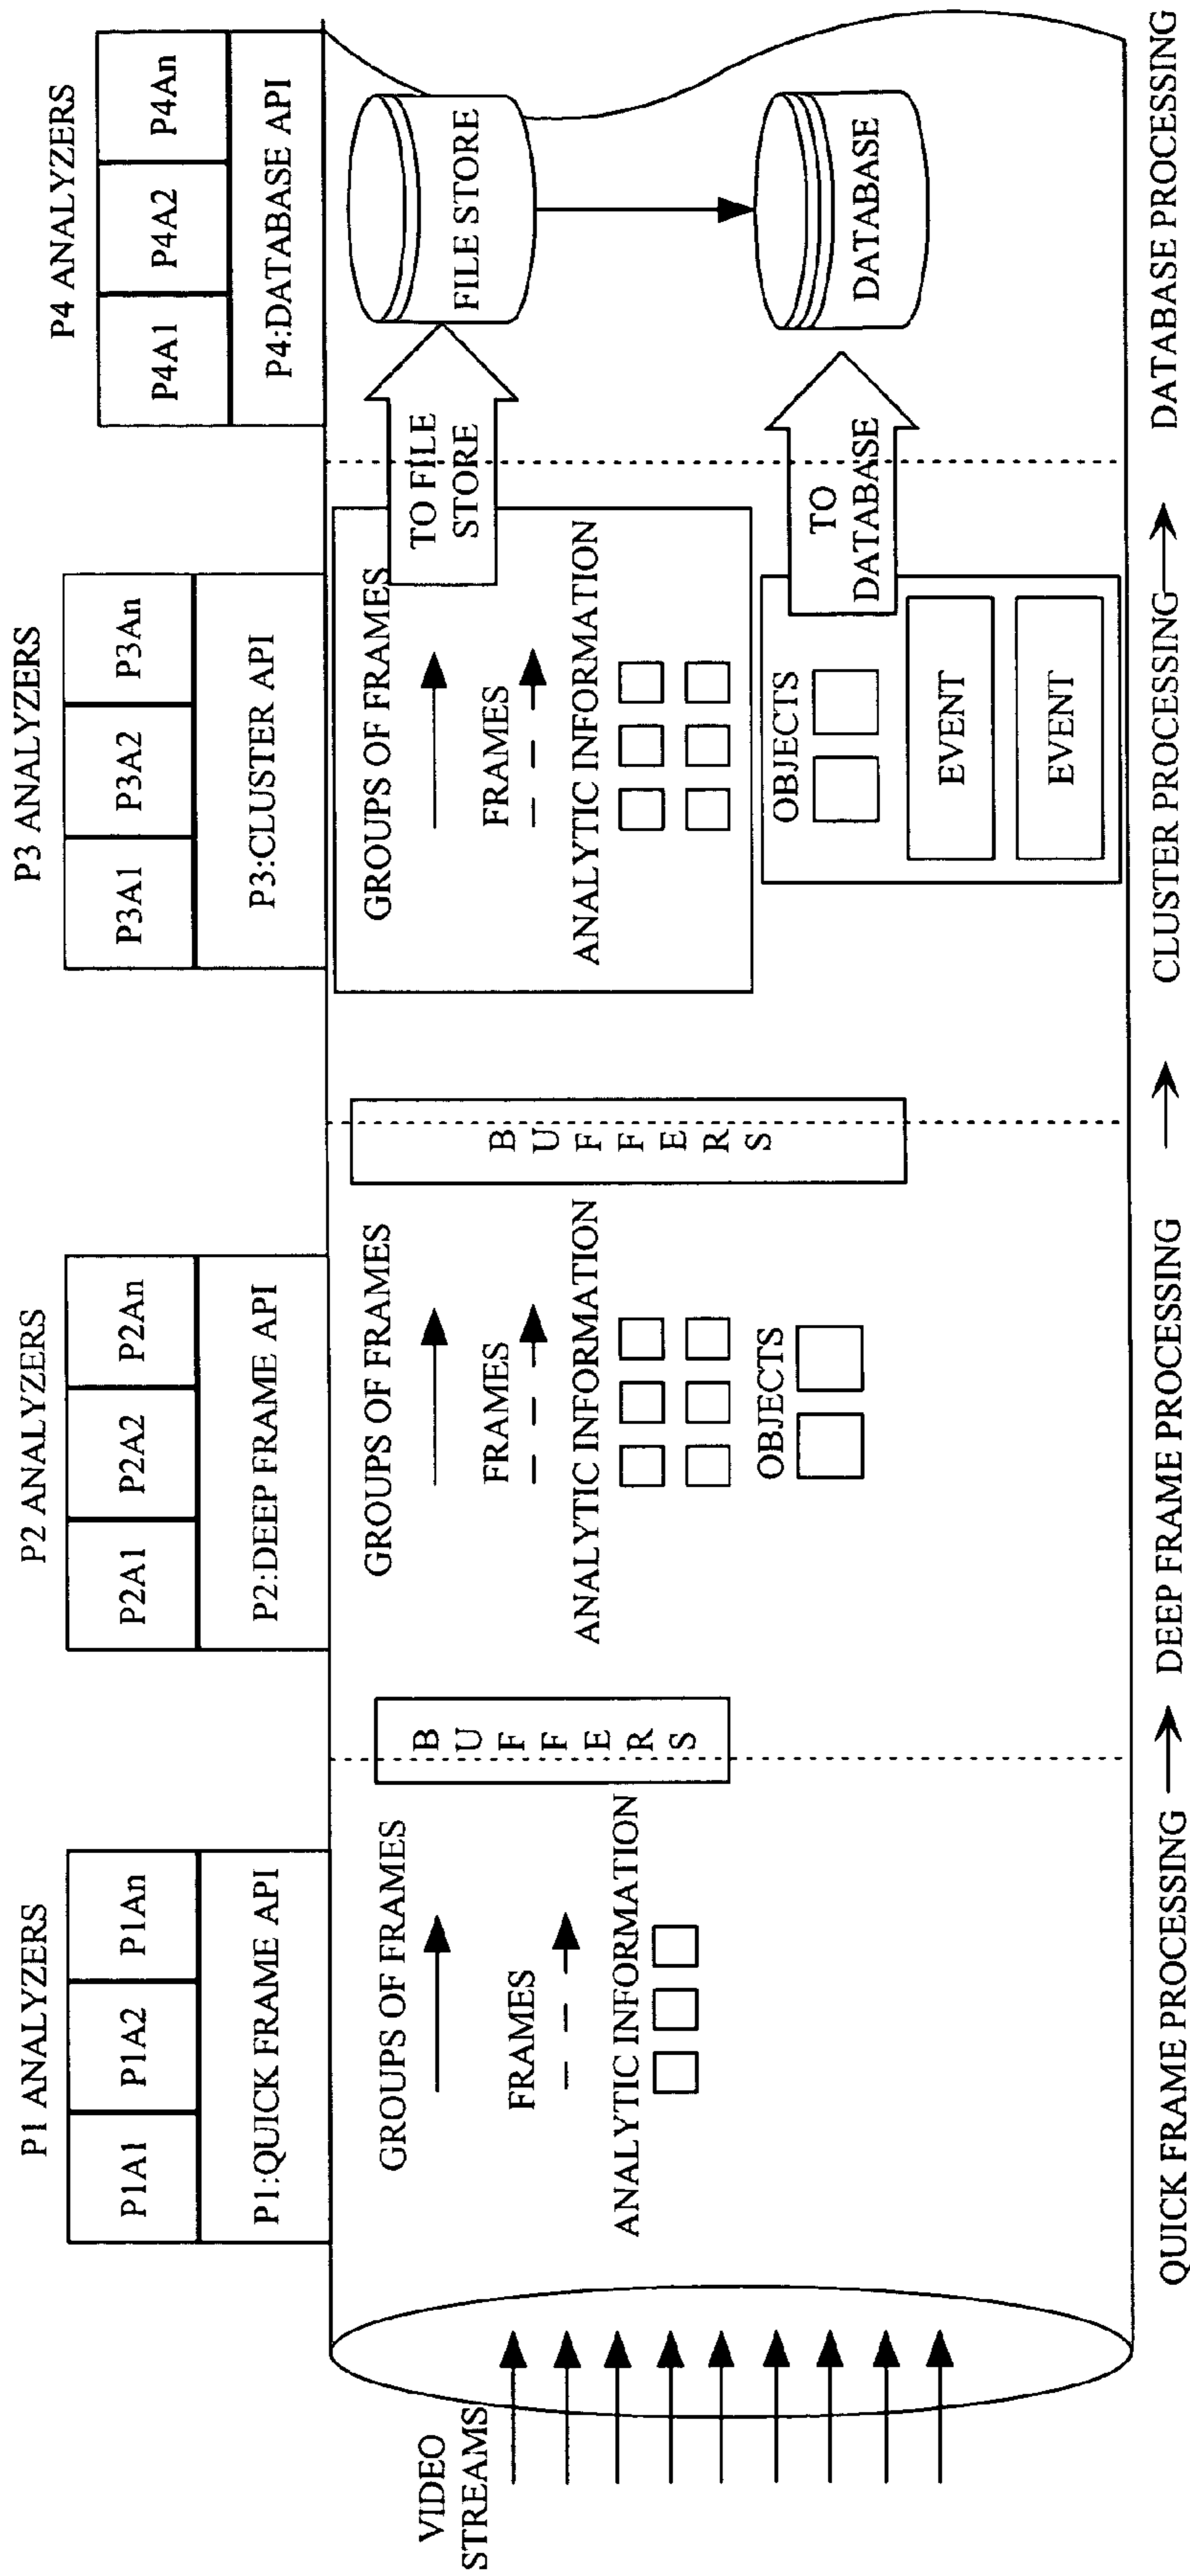 P1 ANALYZERS
P1A1
P1A2
P1An
P1:QUICK FRAME API
P2 ANALYZERS
P2A1
P2A2
P2An
P2:DEEP FRAME API
P3 ANALYZERS
P3A1
P3A2
P3An
P3:CLUSTER API
P4 ANALYZERS
P4A1
P4A2
P4An
P4:DATABASE API
VIDEO
STREAMS
GROUPS OF FRAMES
FRAMES
ANALYTIC INFORMATION
BUFFERS
GROUPS OF FRAMES
FRAMES
ANALYTIC INFORMATION
OBJECTS
BUFFERS
GROUPS OF FRAMES
FRAMES
ANALYTIC INFORMATION
OBJECTS
EVENT
EVENT
TO FILE
STORE
TO
DATABASE
FILE STORE
DATABASE
QUICK FRAME PROCESSING
DEEP FRAME PROCESSING
CLUSTER PROCESSING
DATABASE PROCESSING